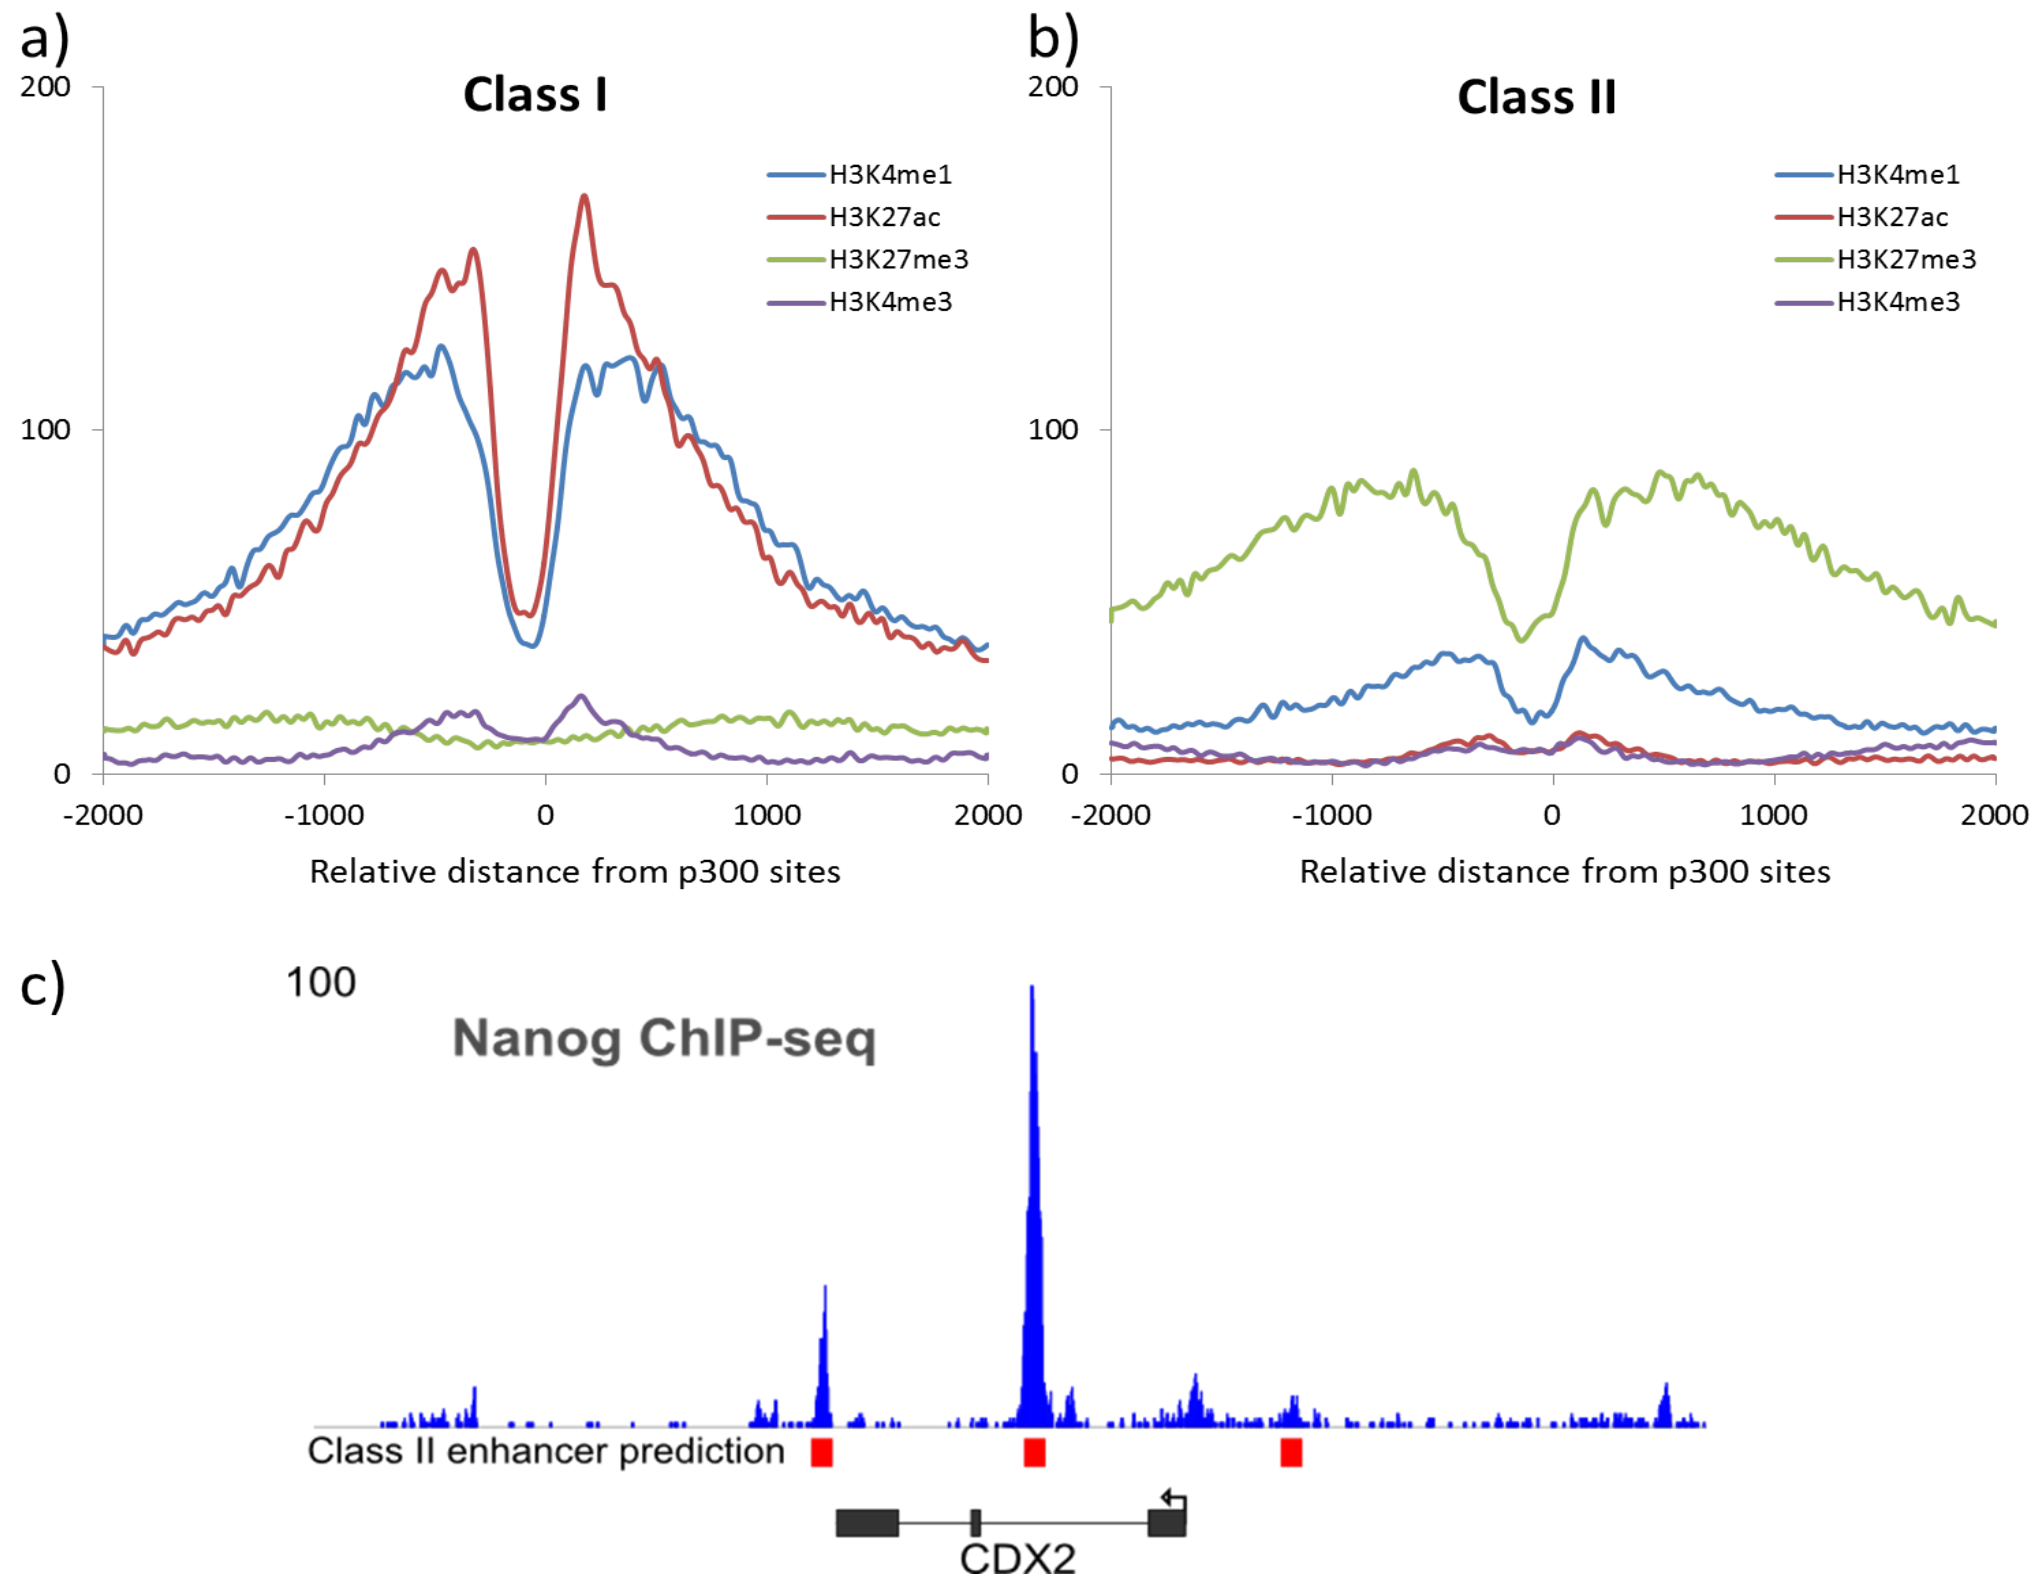 a)
Class I
200
100
0
H3K4me1
H3K27ac
H3K27me3
H3K4me3
-2000 -1000 0 1000 2000
Relative distance from p300 sites
b)
Class II
200
100
0
H3K4me1
H3K27ac
H3K27me3
H3K4me3
-2000 -1000 0 1000 2000
Relative distance from p300 sites
c)
100
Nanog ChIP-seq
Class II enhancer prediction
CDX2